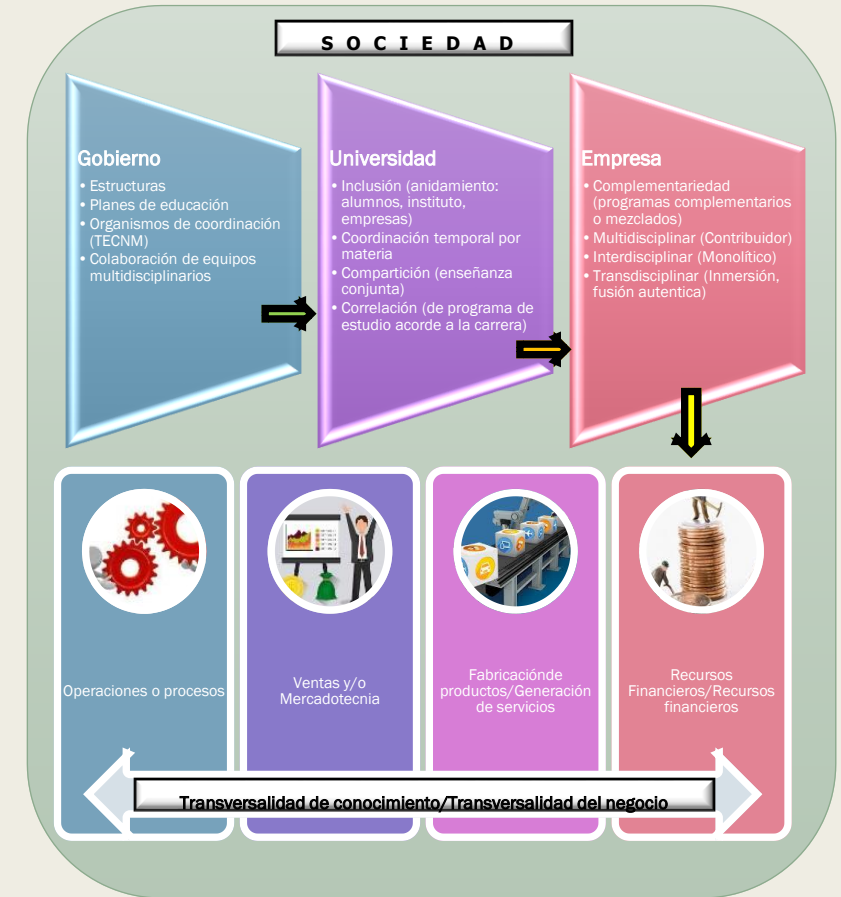 SOCIEDAD
Gobierno
• Estructuras
• Planes de educación
• Organismos de coordinación
(TECNM)
• Colaboración de equipos
multidisciplinarios
Universidad
• Inclusión (anidamiento:
alumnos, instituto,
empresas)
• Coordinación temporal por
materia
• Compartición (enseñanza
conjunta)
• Correlación (de programa de
estudio acorde a la carrera)
Empresa
• Complementariedad
(programas complementarios
o mezclados)
• Multidisciplinar (Contribuidor)
• Interdisciplinar (Monolítico)
• Transdisciplinar (Inmersión,
fusión autentica)
Operaciones o procesos
Ventas y/o
Mercadotecnia
Fabricaciónde
productos/Generación
de servicios
Recursos
Financieros/Recursos
financieros
Transversalidad de conocimiento/Transversalidad del negocio